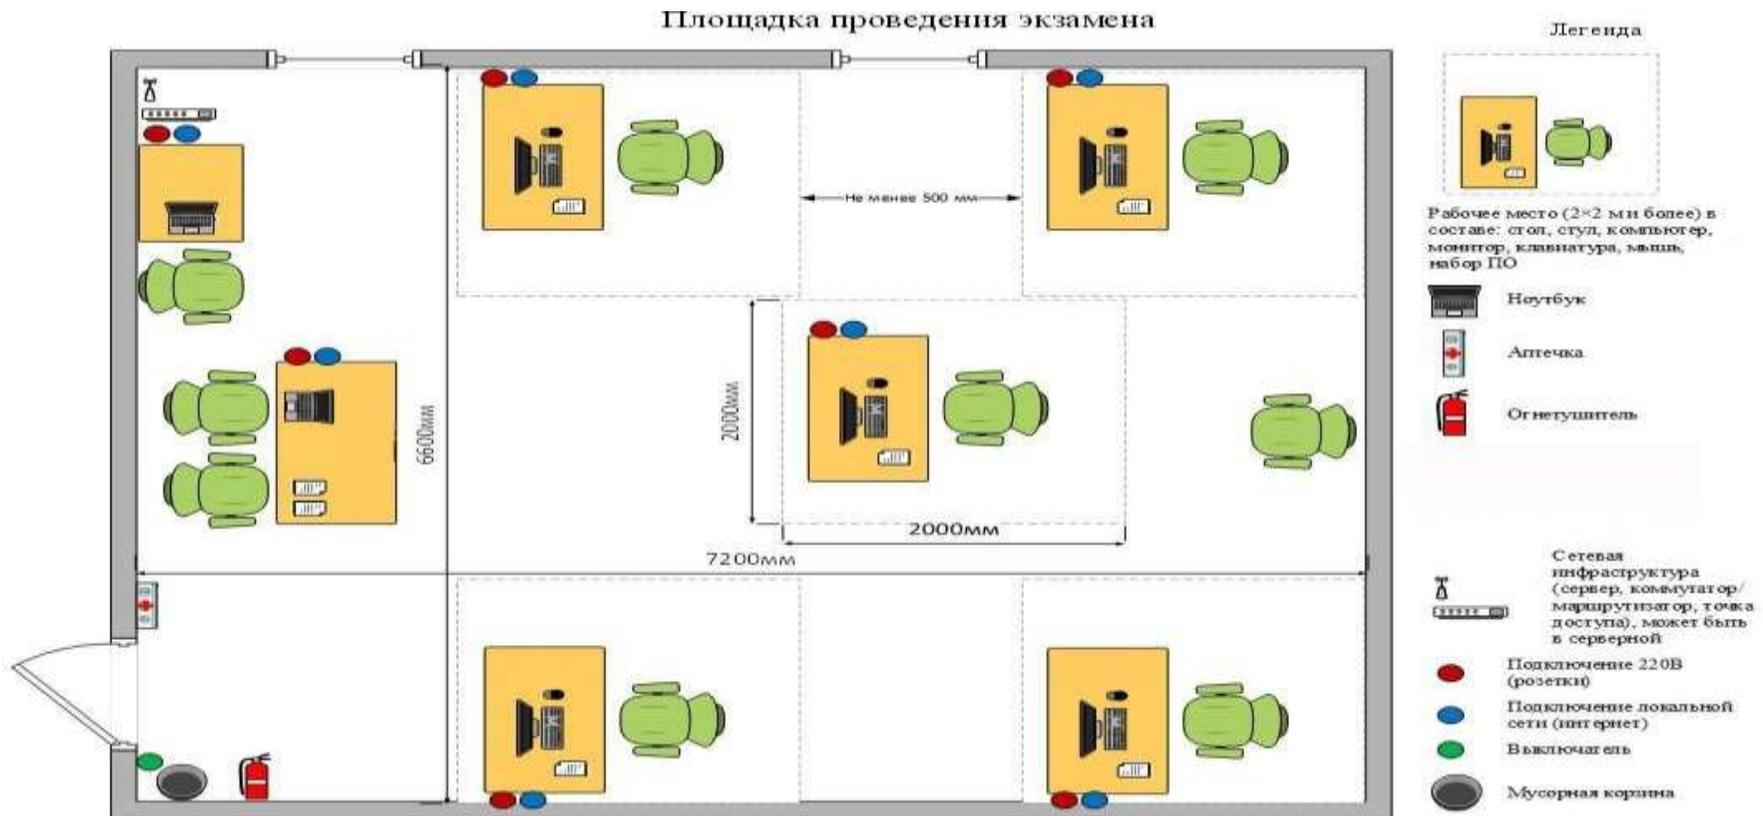 Площадка проведения экзамена
Не менее 500 мм
6600мм
2000мм
2000мм
7200мм
Легенда
Рабочее место (2×2 м и более) в
составе: стол, стул, компьютер,
монитор, клавиатура, мышь,
набор ПО
Ноутбук
Аптечка
Огнетушитель
Сетевая
инфраструктура
(сервер, коммутатор/
маршрутизатор, точка
доступа), может быть
в серверной
Подключение 220В
(розетки)
Подключение локальной
сети (интернет)
Выключатель
Мусорная корзина